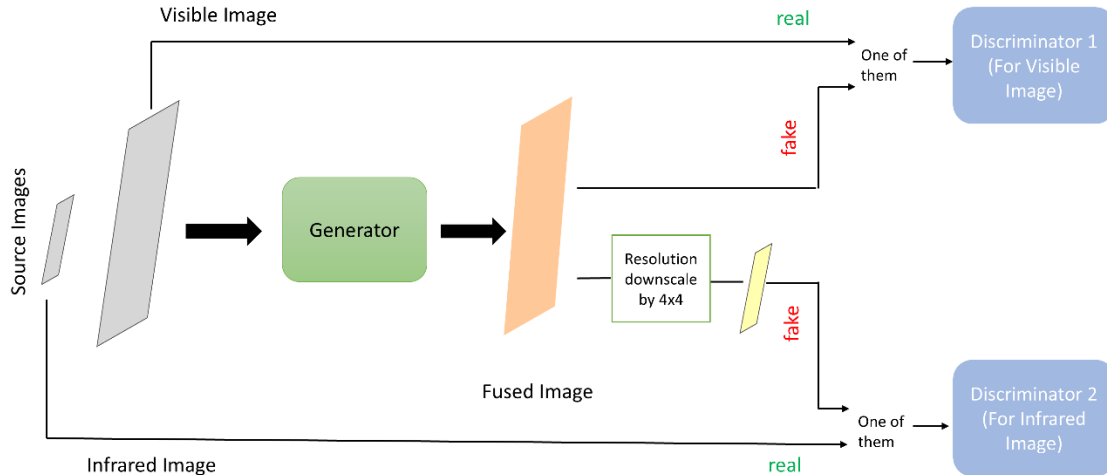 Visible Image
real
One of
them
Discriminator 1
(For Visible
Image)
fake
Source Images
Generator
Resolution
downscale
by 4x4
fake
Fused Image
Discriminator 2
(For Infrared
Image)
One of
them
Infrared Image
real